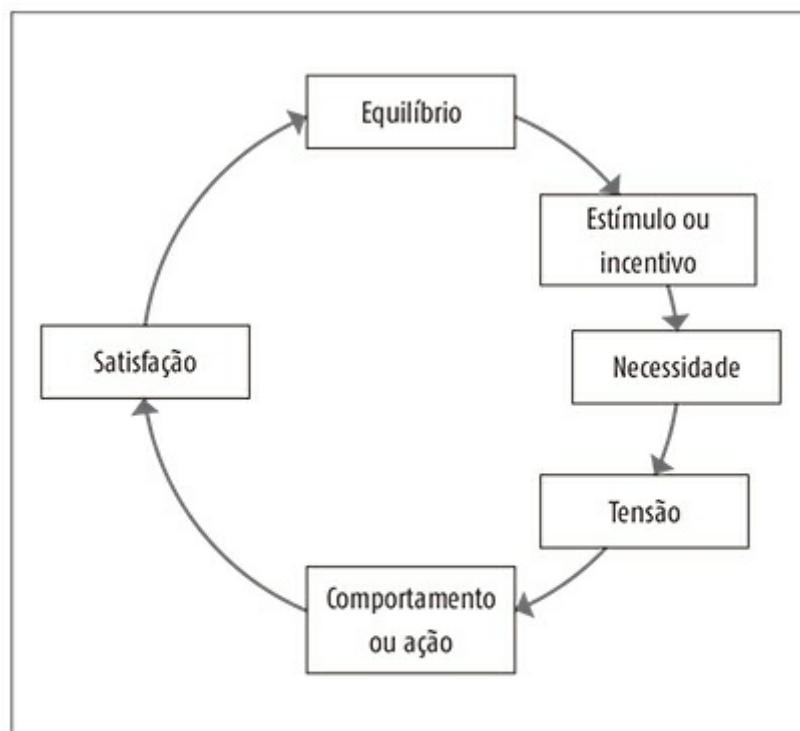 Equilíbrio
Estímulo ou
incentivo
Necessidade
Tensão
Comportamento
ou ação
Satisfação